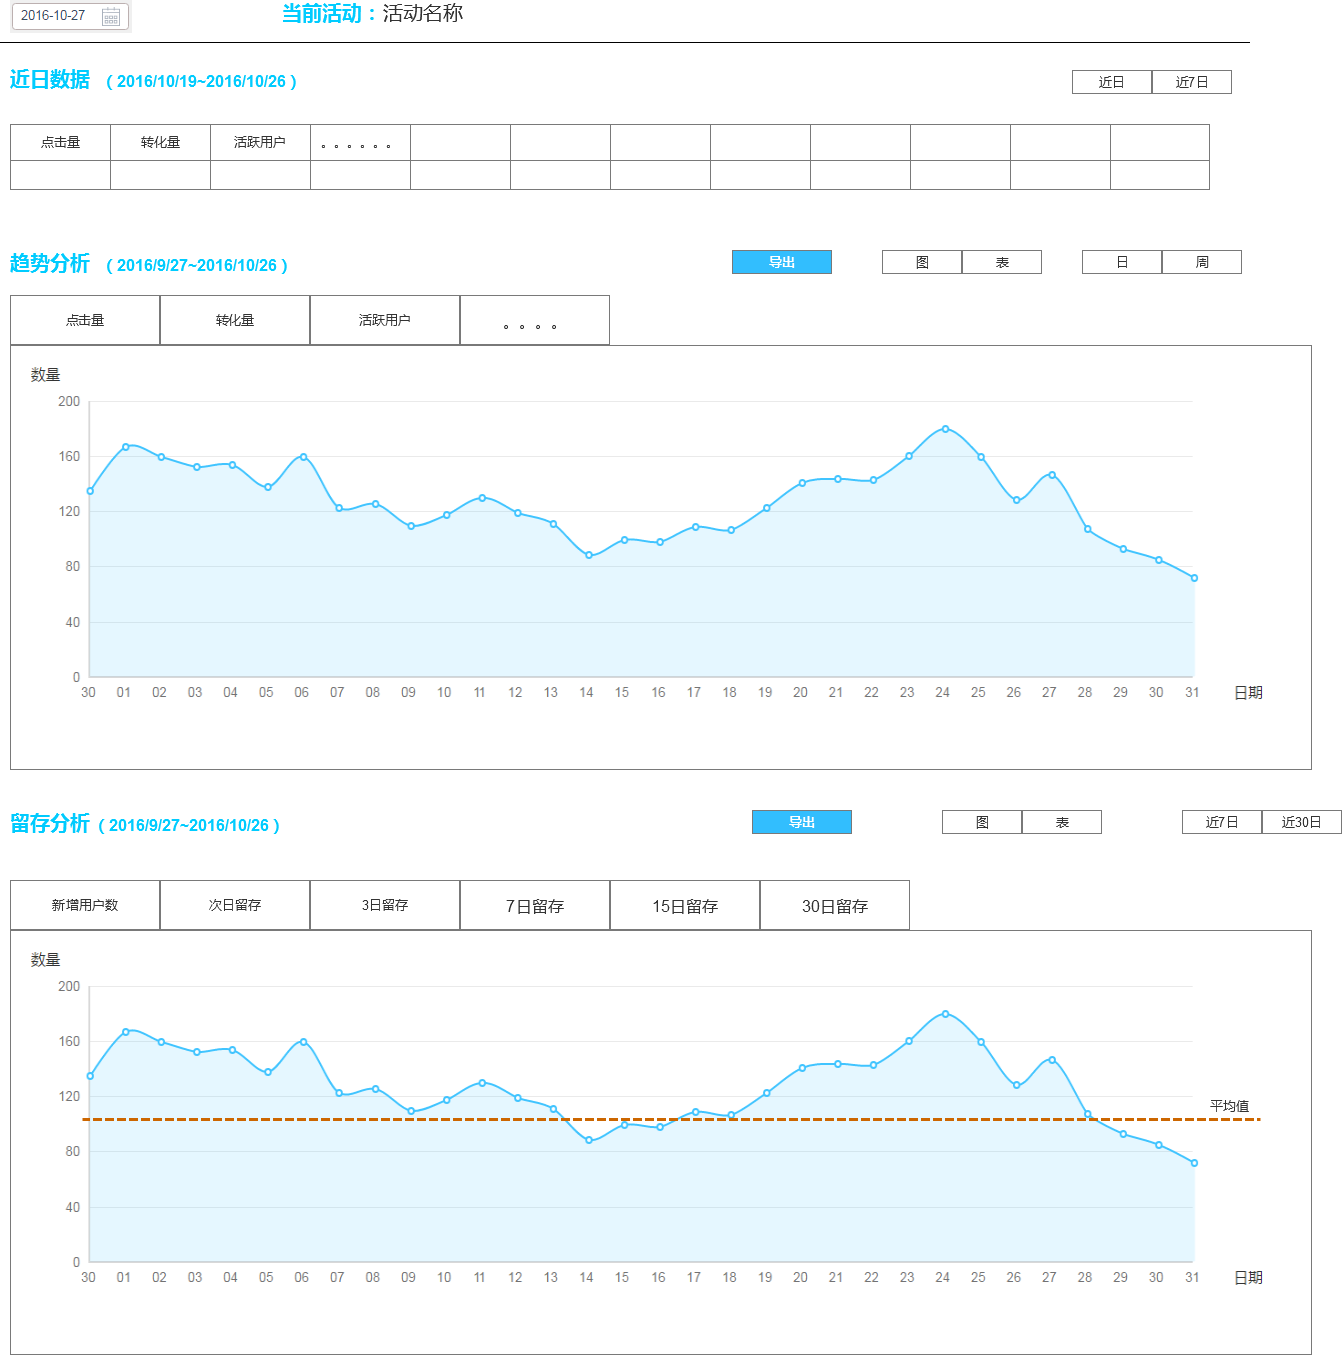 2016-10-27
当前活动：活动名称
近日数据 （2016/10/19~2016/10/26）
近日 近7日
点击量 转化量 活跃用户 。。。。。。
趋势分析 （2016/9/27~2016/10/26）
导出 图 表 日 周
点击量 转化量 活跃用户 。。。。
数量
200
160
120
80
40
0
30 01 02 03 04 05 06 07 08 09 10 11 12 13 14 15 16 17 18 19 20 21 22 23 24 25 26 27 28 29 30 31 日期
留存分析（2016/9/27~2016/10/26）
导出 图 表 近7日 近30日
新增用户数 次日留存 3日留存 7日留存 15日留存 30日留存
数量
200
160
120
平均值
80
40
0
30 01 02 03 04 05 06 07 08 09 10 11 12 13 14 15 16 17 18 19 20 21 22 23 24 25 26 27 28 29 30 31 日期